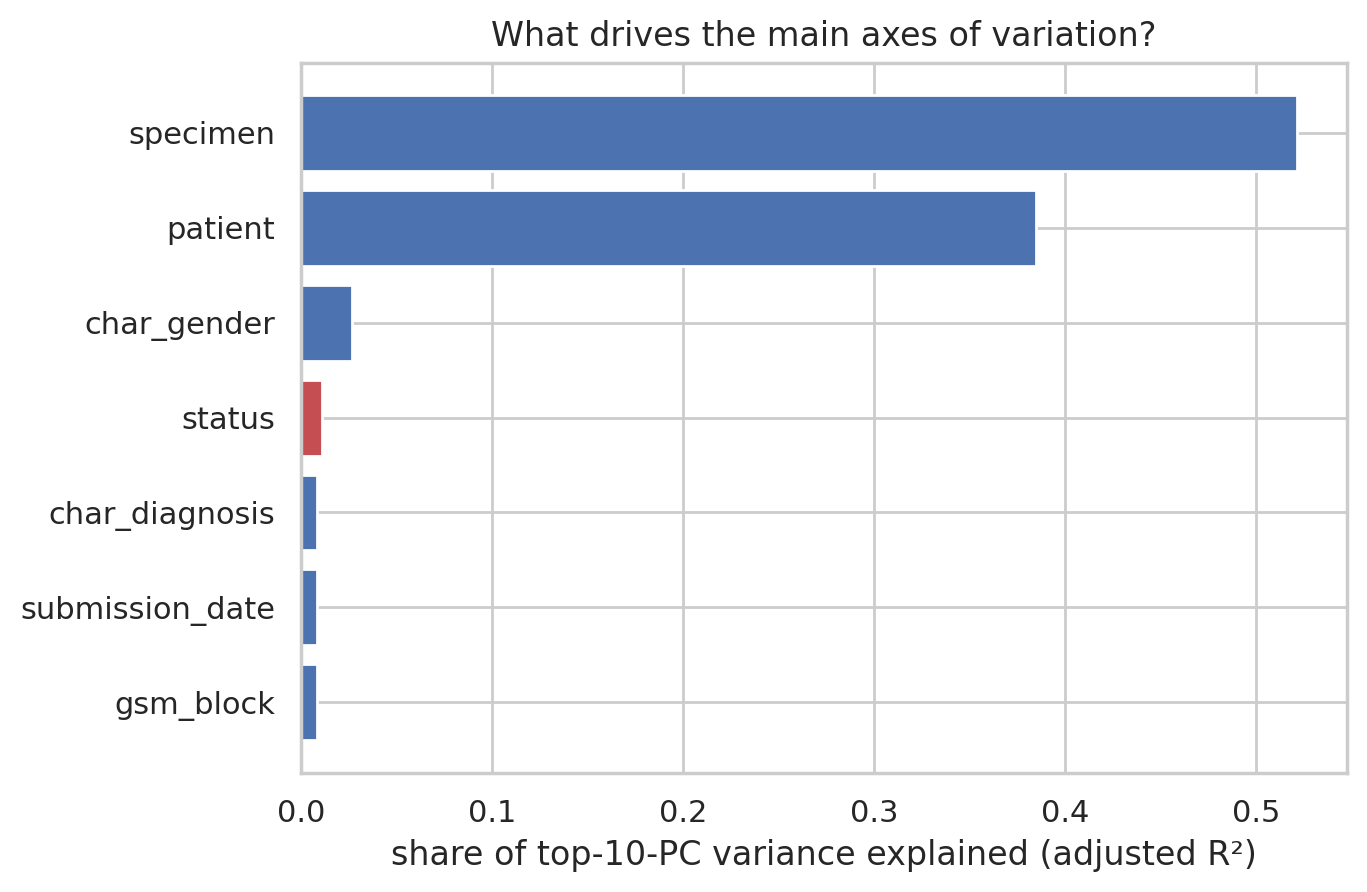 What drives the main axes of variation?
specimen
patient
char_gender
status
char_diagnosis
submission_date
gsm_block
0.0 0.1 0.2 0.3 0.4 0.5
share of top-10-PC variance explained (adjusted R²)